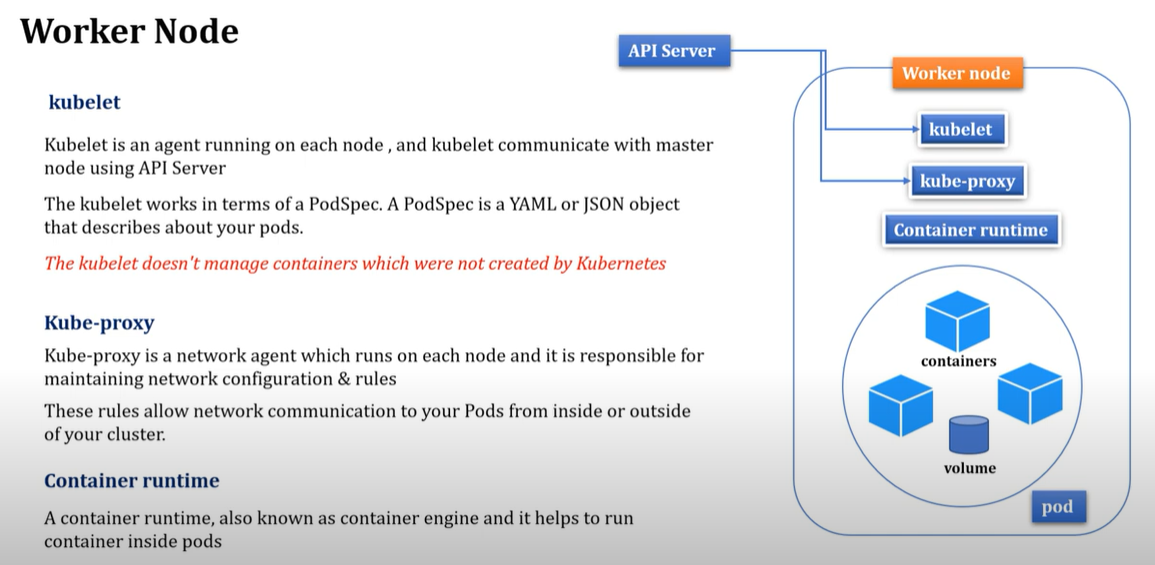 Worker Node
kubelet
Kubelet is an agent running on each node , and kubelet communicate with master
node using API Server
The kubelet works in terms of a PodSpec. A PodSpec is a YAML or JSON object
that describes about your pods.
The kubelet doesn't manage containers which were not created by Kubernetes
Kube-proxy
Kube-proxy is a network agent which runs on each node and it is responsible for
maintaining network configuration & rules
These rules allow network communication to your Pods from inside or outside
of your cluster.
Container runtime
A container runtime, also known as container engine and it helps to run
container inside pods
API Server
Worker node
kubelet
kube-proxy
Container runtime
containers
volume
pod